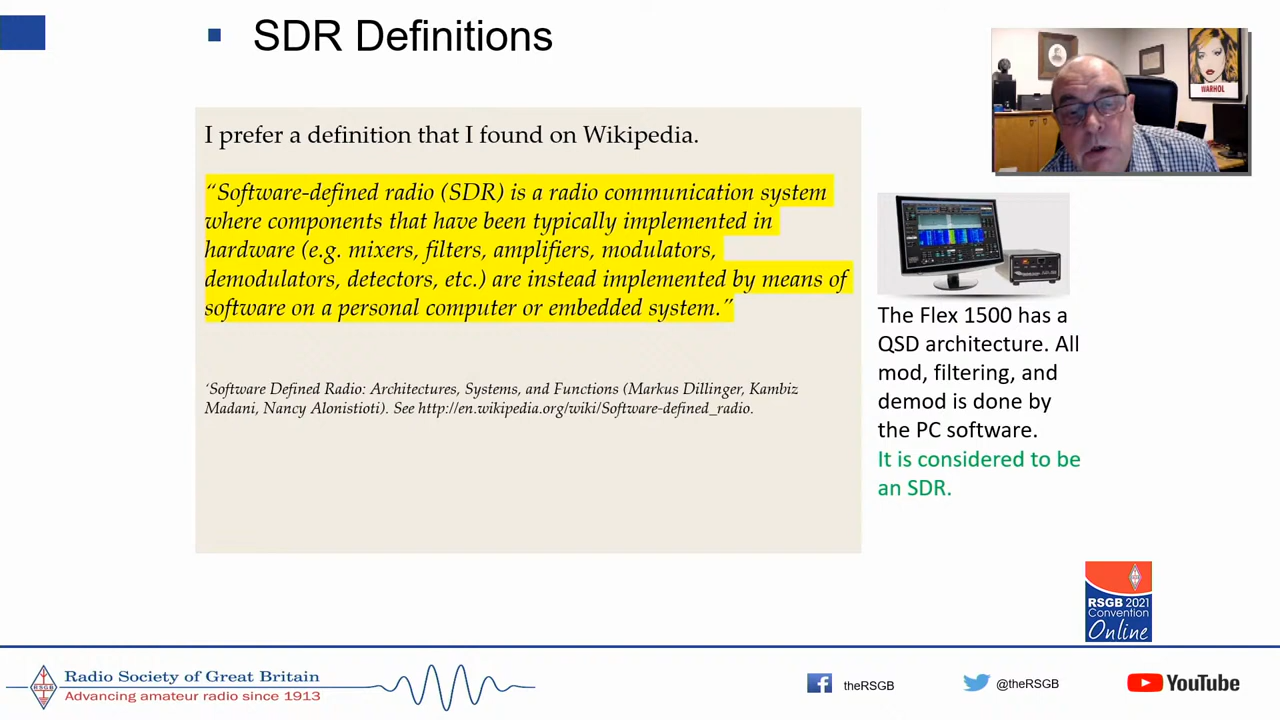 SDR Definitions
WARHOL
I prefer a definition that I found on Wikipedia.
“Software-defined radio (SDR) is a radio communication system
where components that have been typically implemented in
hardware (e.g. mixers, filters, amplifiers, modulators,
demodulators, detectors, etc.) are instead implemented by means of
software on a personal computer or embedded system.”
‘Software Defined Radio: Architectures, Systems, and Functions (Markus Dillinger, Kambiz
Madani, Nancy Alonistioti). See http://en.wikipedia.org/wiki/Software-defined_radio.
The Flex 1500 has a
QSD architecture. All
mod, filtering, and
demod is done by
the PC software.
It is considered to be
an SDR.
RSGB 2021
Convention
Online
RSGB
Radio Society of Great Britain
Advancing amateur radio since 1913
theRSGB
@theRSGB
YouTube